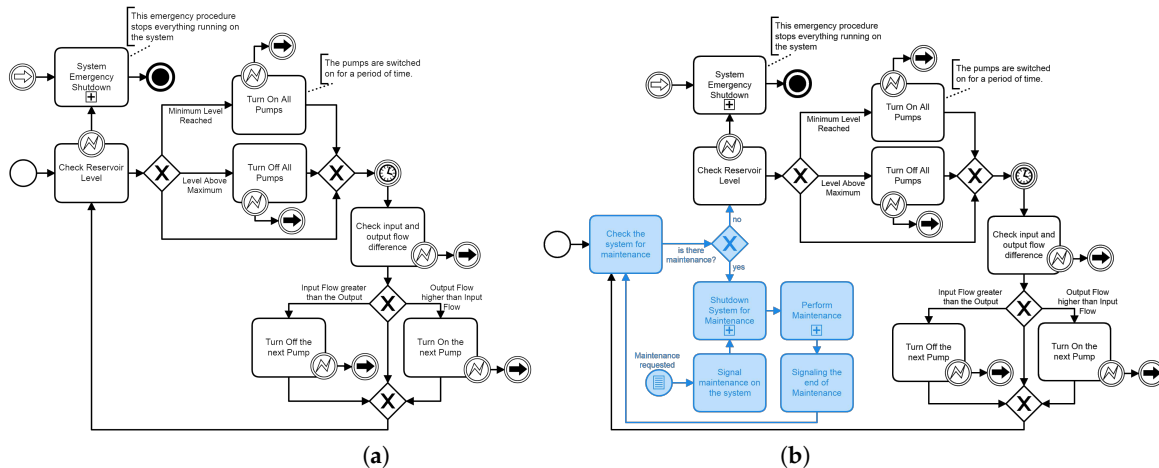 This emergency procedure
stops everything running on
the system
System
Emergency
Shutdown
The pumps are switched
on for a period of time.
Turn On All
Pumps
Minimum Level
Reached
Check Reservoir
Level
X
Level Above
Maximum
Turn Off All
Pumps
X
Check input and
output flow
difference
Input Flow greater
than the Output
X
Output Flow
higher than Input
Flow
Turn Off the
next Pump
Turn On the
next Pump
X
(a)
This emergency procedure
stops everything running on
the system
System
Emergency
Shutdown
The pumps are switched
on for a period of time.
Turn On All
Pumps
Minimum Level
Reached
Check Reservoir
Level
X
Level Above
Maximum
Turn Off All
Pumps
X
no
Check the
system for
maintenance
is there
maintenance?
X
yes
Check input and
output flow
difference
Shutdown
System for
Maintenance
Perform
Maintenance
Input Flow greater
than the Output
X
Output Flow
higher than Input
Flow
Maintenance
requested
Signal
maintenance on
the system
Signaling the
end of
Maintenance
Turn Off the
next Pump
Turn On the
next Pump
X
(b)